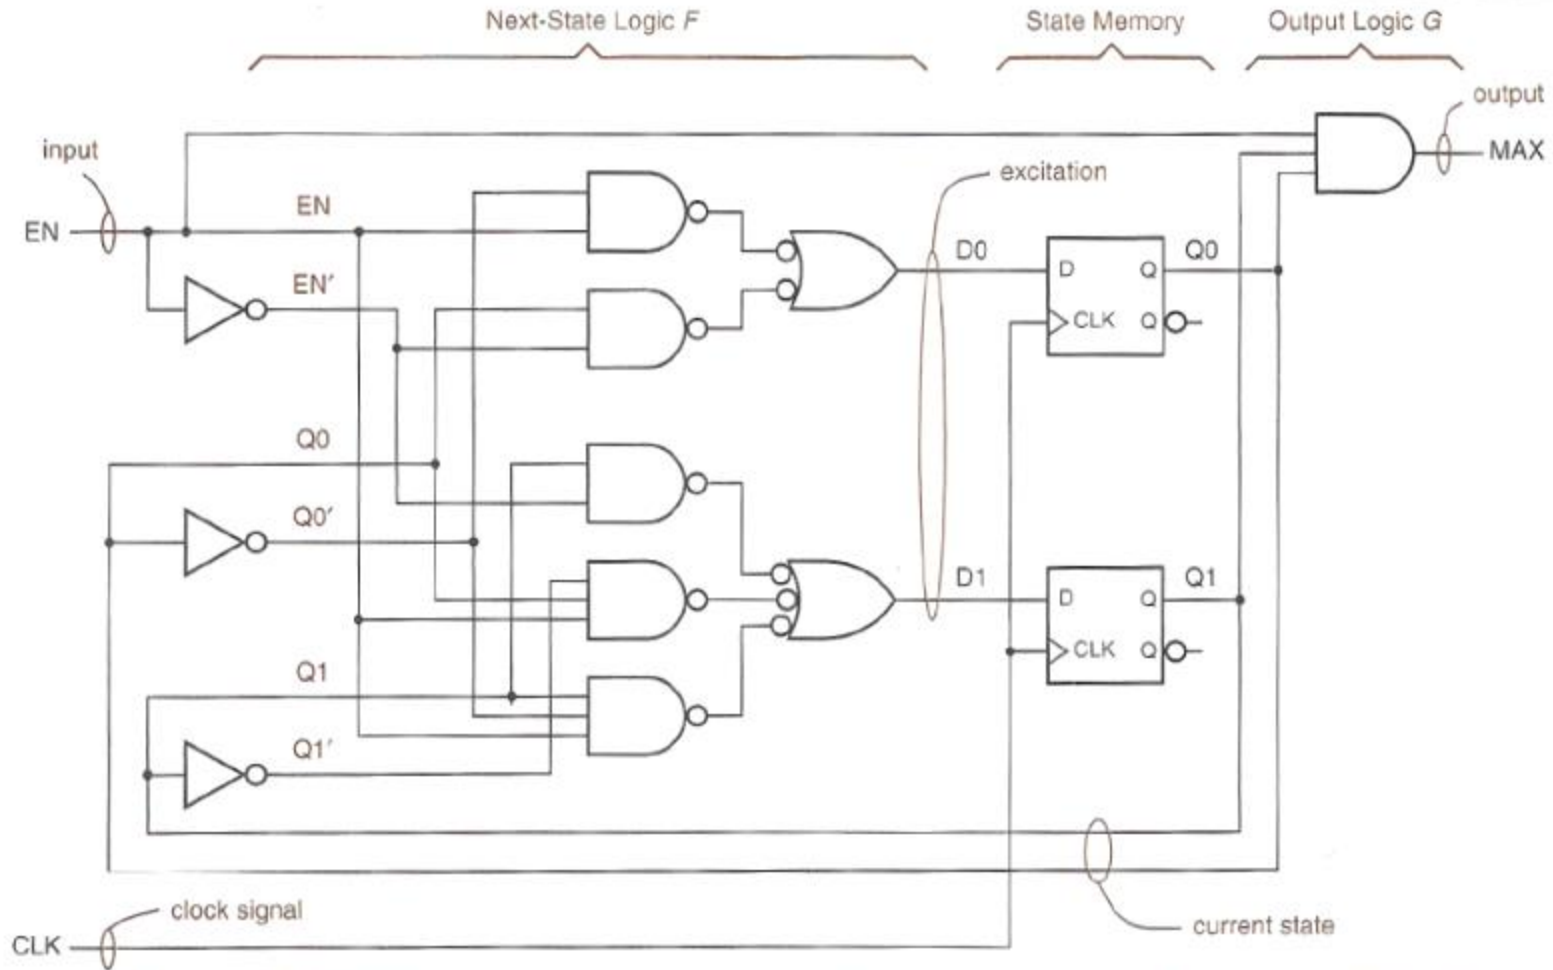 Next-State Logic F
State Memory
Output Logic G
output
input
MAX
excitation
EN
EN
D0
D
Q
Q0
EN′
CLK
Q
Q0
Q0′
D1
D
Q
Q1
CLK
Q
Q1
Q1′
clock signal
current state
CLK